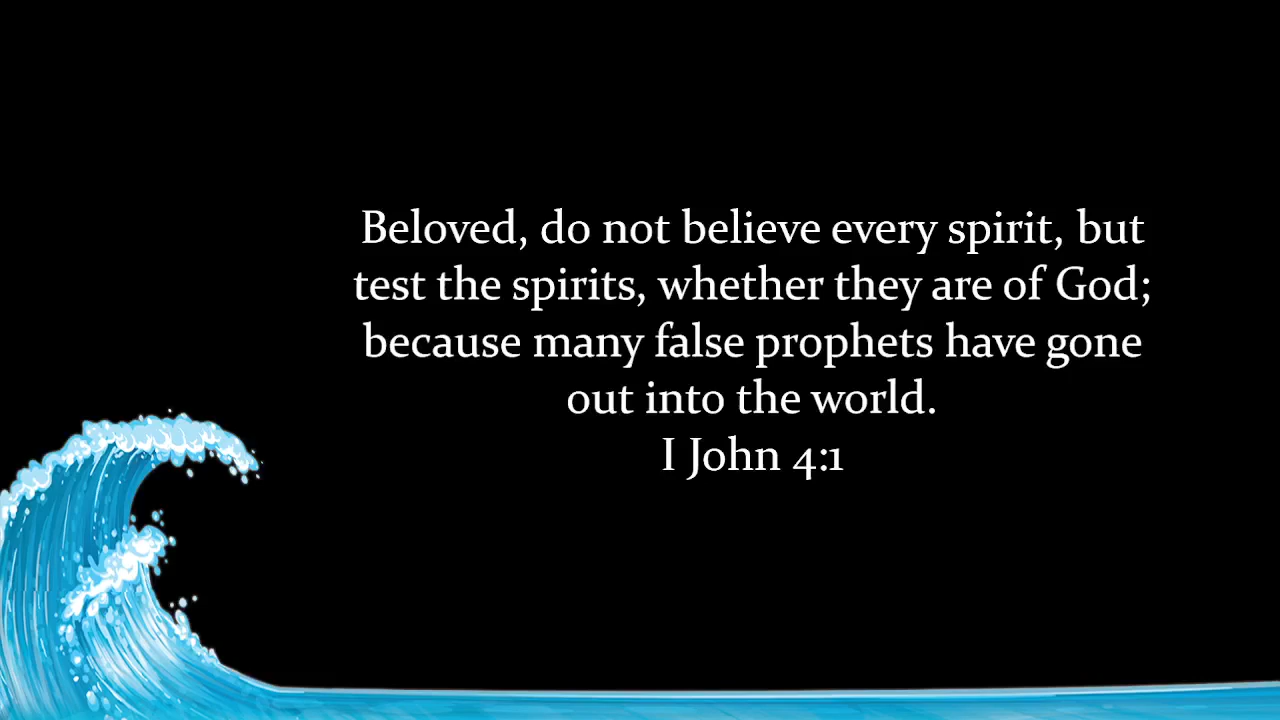 Beloved, do not believe every spirit, but
test the spirits, whether they are of God;
because many false prophets have gone
out into the world.
I John 4:1